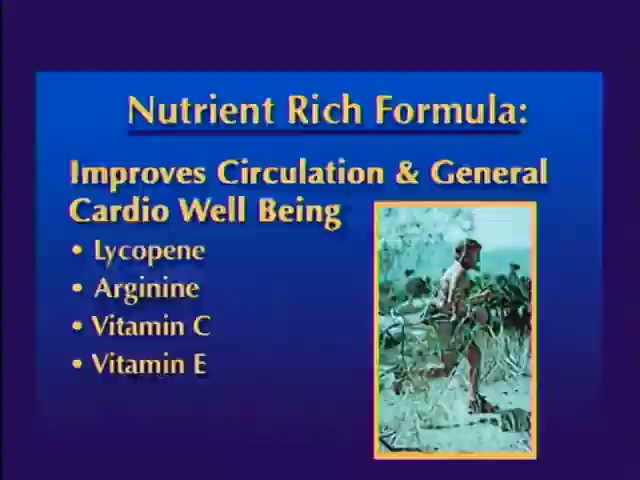 Nutrient Rich Formula:
Improves Circulation & General
Cardio Well Being
• Lycopene
• Arginine
• Vitamin C
• Vitamin E